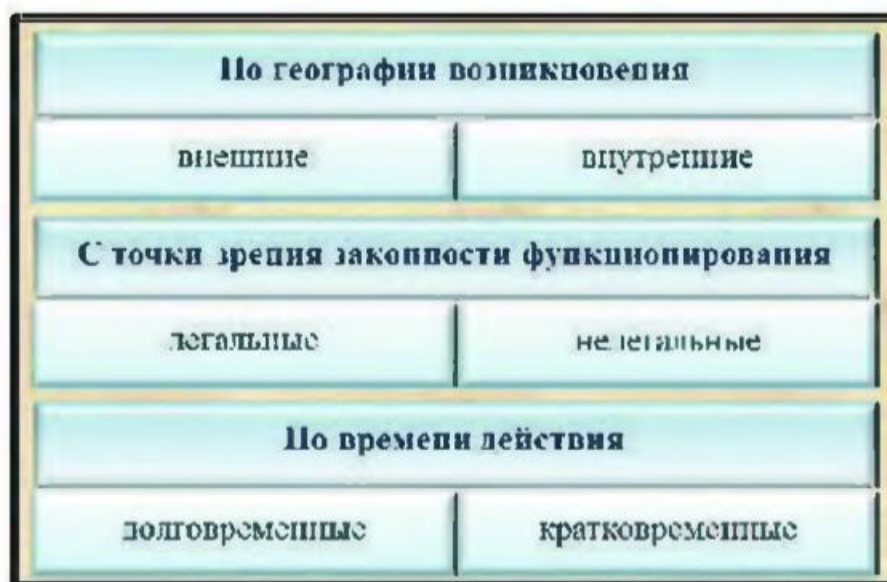 По географии возникновения
внешние
внутренние
С точки зрения законности функционирования
легальные
нелегальные
По времени действия
долговременные
кратковременные